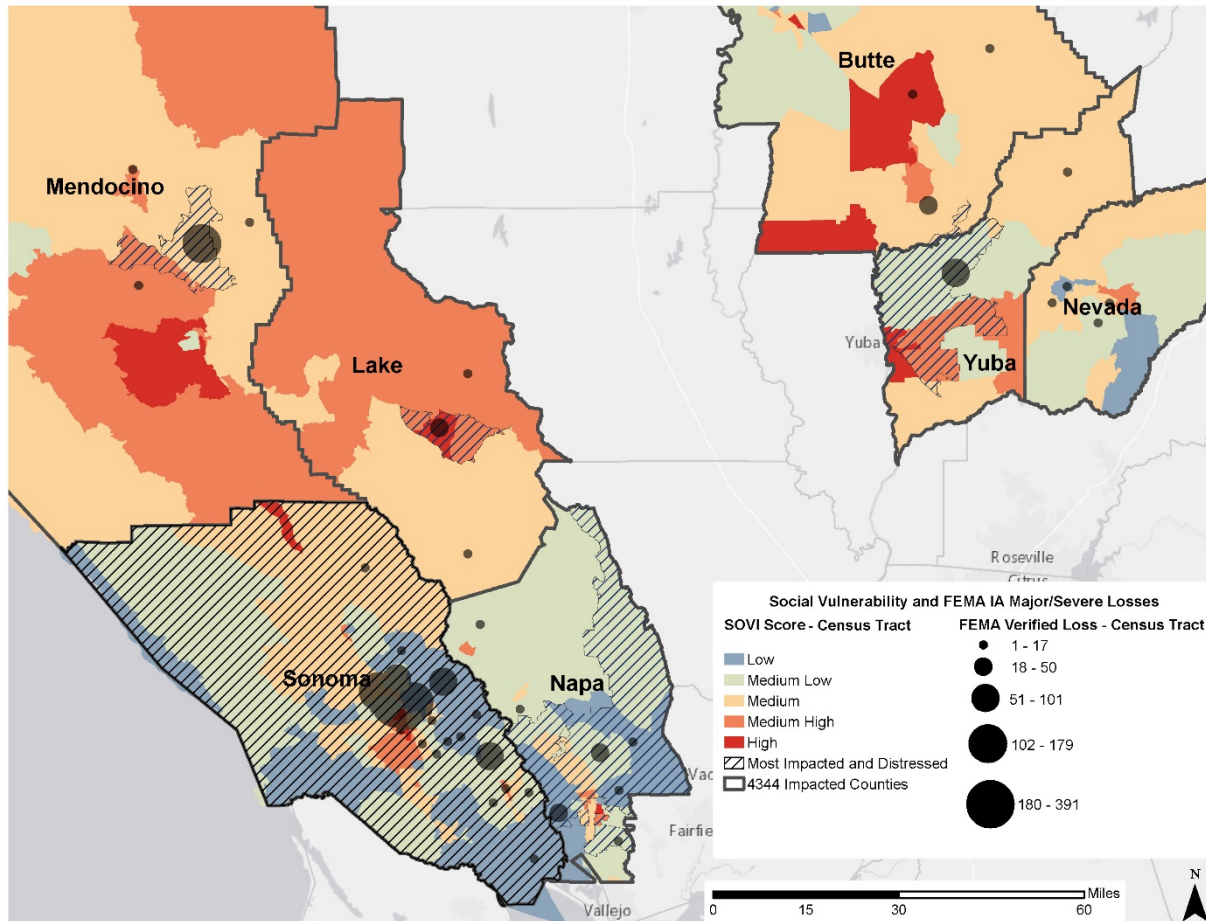 Butte
Mendocino
Nevada
Yuba
Yuba
Lake
Roseville
Citrus
Sonoma
Napa
Fairfie
Vallejo
Social Vulnerability and FEMA IA Major/Severe Losses
SOVI Score - Census Tract
Low
Medium Low
Medium
Medium High
High
Most Impacted and Distressed
4344 Impacted Counties
FEMA Verified Loss - Census Tract
1 - 17
18 - 50
51 - 101
102 - 179
180 - 391
N
Miles
0 15 30 60